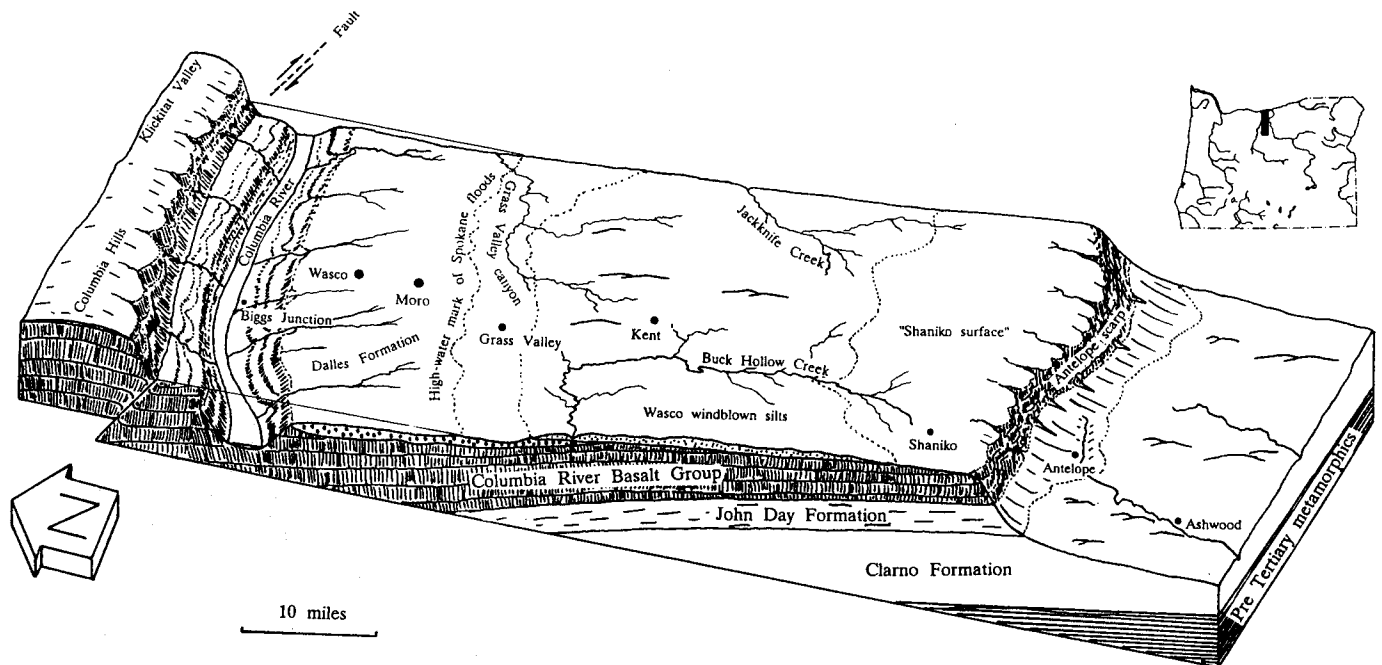 Fault
Klickitat Valley
Columbia Hills
Columbia River
High-water mark of Spokane floods
Grass Valley canyon
Jackknife
Creek
Wasco
Moro
Biggs Junction
Grass Valley
Kent
"Shaniko surface"
Antelope scarp
Dalles Formation
Buck Hollow Creek
Wasco windblown silts
Shaniko
Antelope
Columbia River Basalt Group
John Day Formation
Ashwood
Clarno Formation
Pre Tertiary metamorphics
N
10 miles